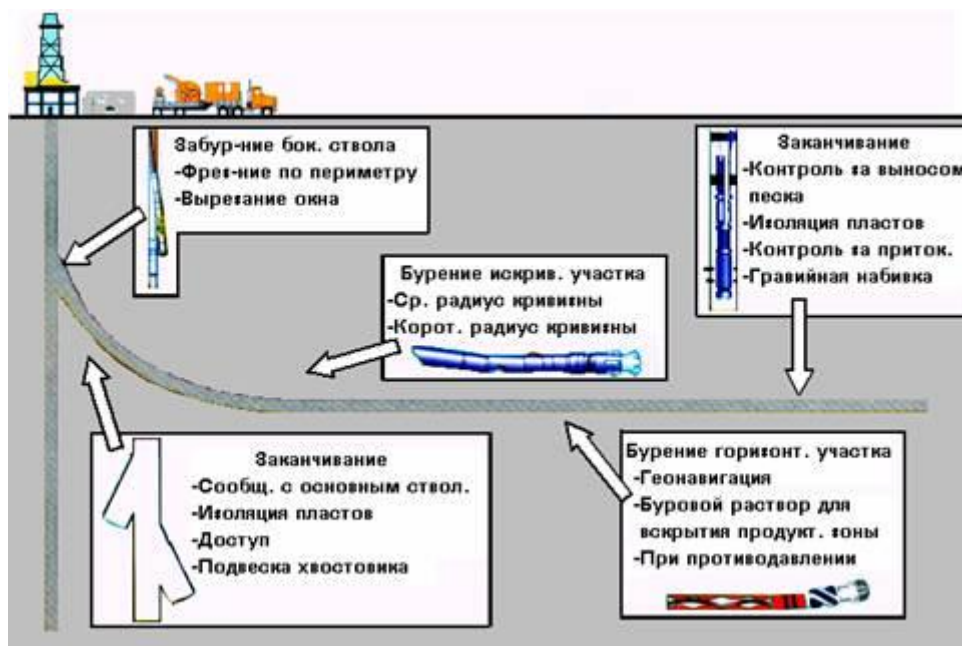 Забур-ние бок. ствола
-Фрез-ние по периметру
-Вырезание окна
Заканчивание
-Контроль за выносом
песка
-Изоляция пластов
-Контроль за приток.
-Гравийная набивка
Бурение искрив. участка
-Ср. радиус кривизны
-Корот. радиус кривизны
Заканчивание
-Сообщ. с основным ствол.
-Изоляция пластов
-Доступ
-Подвеска хвостовика
Бурение горизонт. участка
-Геонавигация
-Буровой раствор для
вскрытия продукт. зоны
-При противодавлении